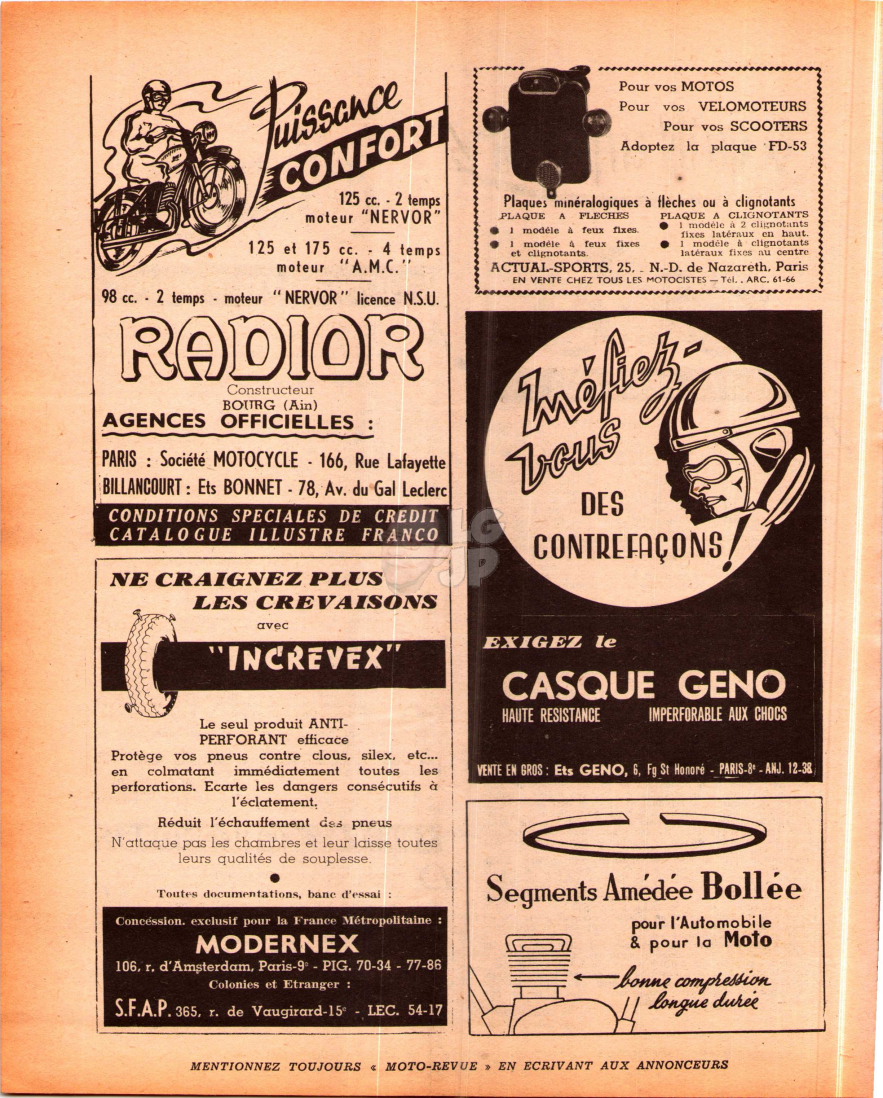 Puissance
CONFORT
125 cc. - 2 temps
moteur "NERVOR"
125 et 175 cc. - 4 temps
moteur "A.M.C."
98 cc. - 2 temps - moteur "NERVOR" licence N.S.U.
RADIOR
Constructeur
BOURG (Ain)
AGENCES OFFICIELLES :
PARIS : Société MOTOCYCLE - 166, Rue Lafayette
BILLANCOURT : Ets BONNET - 78, Av. du Gal Leclerc
CONDITIONS SPECIALES DE CREDIT
CATALOGUE ILLUSTRE FRANCO
NE CRAIGNEZ PLUS
LES CREVAISONS
avec
"INCREVEX"
Le seul produit ANTI-
PERFORANT efficace
Protège vos pneus contre clous, silex, etc...
en colmatant immédiatement toutes les
perforations. Ecarte les dangers consécutifs à
l'éclatement.
Réduit l'échauffement des pneus
N'attaque pas les chambres et leur laisse toutes
leurs qualités de souplesse.
Toutes documentations, banc d'essai :
Concéssion. exclusif pour la France Métropolitaine :
MODERNEX
106, r. d'Amsterdam, Paris-9e - PIG. 70-34 - 77-86
Colonies et Etranger :
S.F.A.P. 365, r. de Vaugirard-15e - LEC. 54-17
Pour vos MOTOS
Pour vos VELOMOTEURS
Pour vos SCOOTERS
Adoptez la plaque FD-53
Plaques minéralogiques à flèches ou à clignotants
PLAQUE A FLECHES
● 1 modèle à feux fixes.
● 1 modèle à feux fixes
et clignotants.
PLAQUE A CLIGNOTANTS
● 1 modèle à 2 clignotants
fixes latéraux en haut.
● 1 modèle à clignotants
latéraux fixes au centre
ACTUAL-SPORTS, 25, . N.-D. de Nazareth, Paris
EN VENTE CHEZ TOUS LES MOTOCISTES — Tél. . ARC. 61-66
Méfiez-
vous
DES
CONTREFAÇONS!
EXIGEZ le
CASQUE GENO
HAUTE RESISTANCE IMPERFORABLE AUX CHOCS
VENTE EN GROS : Ets GENO, 6, Fg St Honoré - PARIS-8e - ANJ. 12-38
Segments Amédée Bollée
pour l'Automobile
& pour la Moto
bonne compression
longue durée
MENTIONNEZ TOUJOURS « MOTO-REVUE » EN ECRIVANT AUX ANNONCEURS
LG
JP